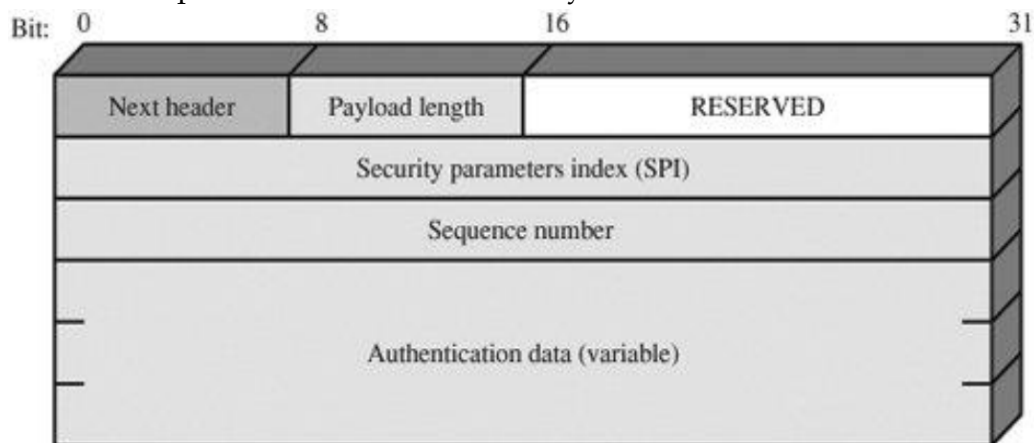 Bit: 0 8 16 31
Next header Payload length RESERVED
Security parameters index (SPI)
Sequence number
Authentication data (variable)